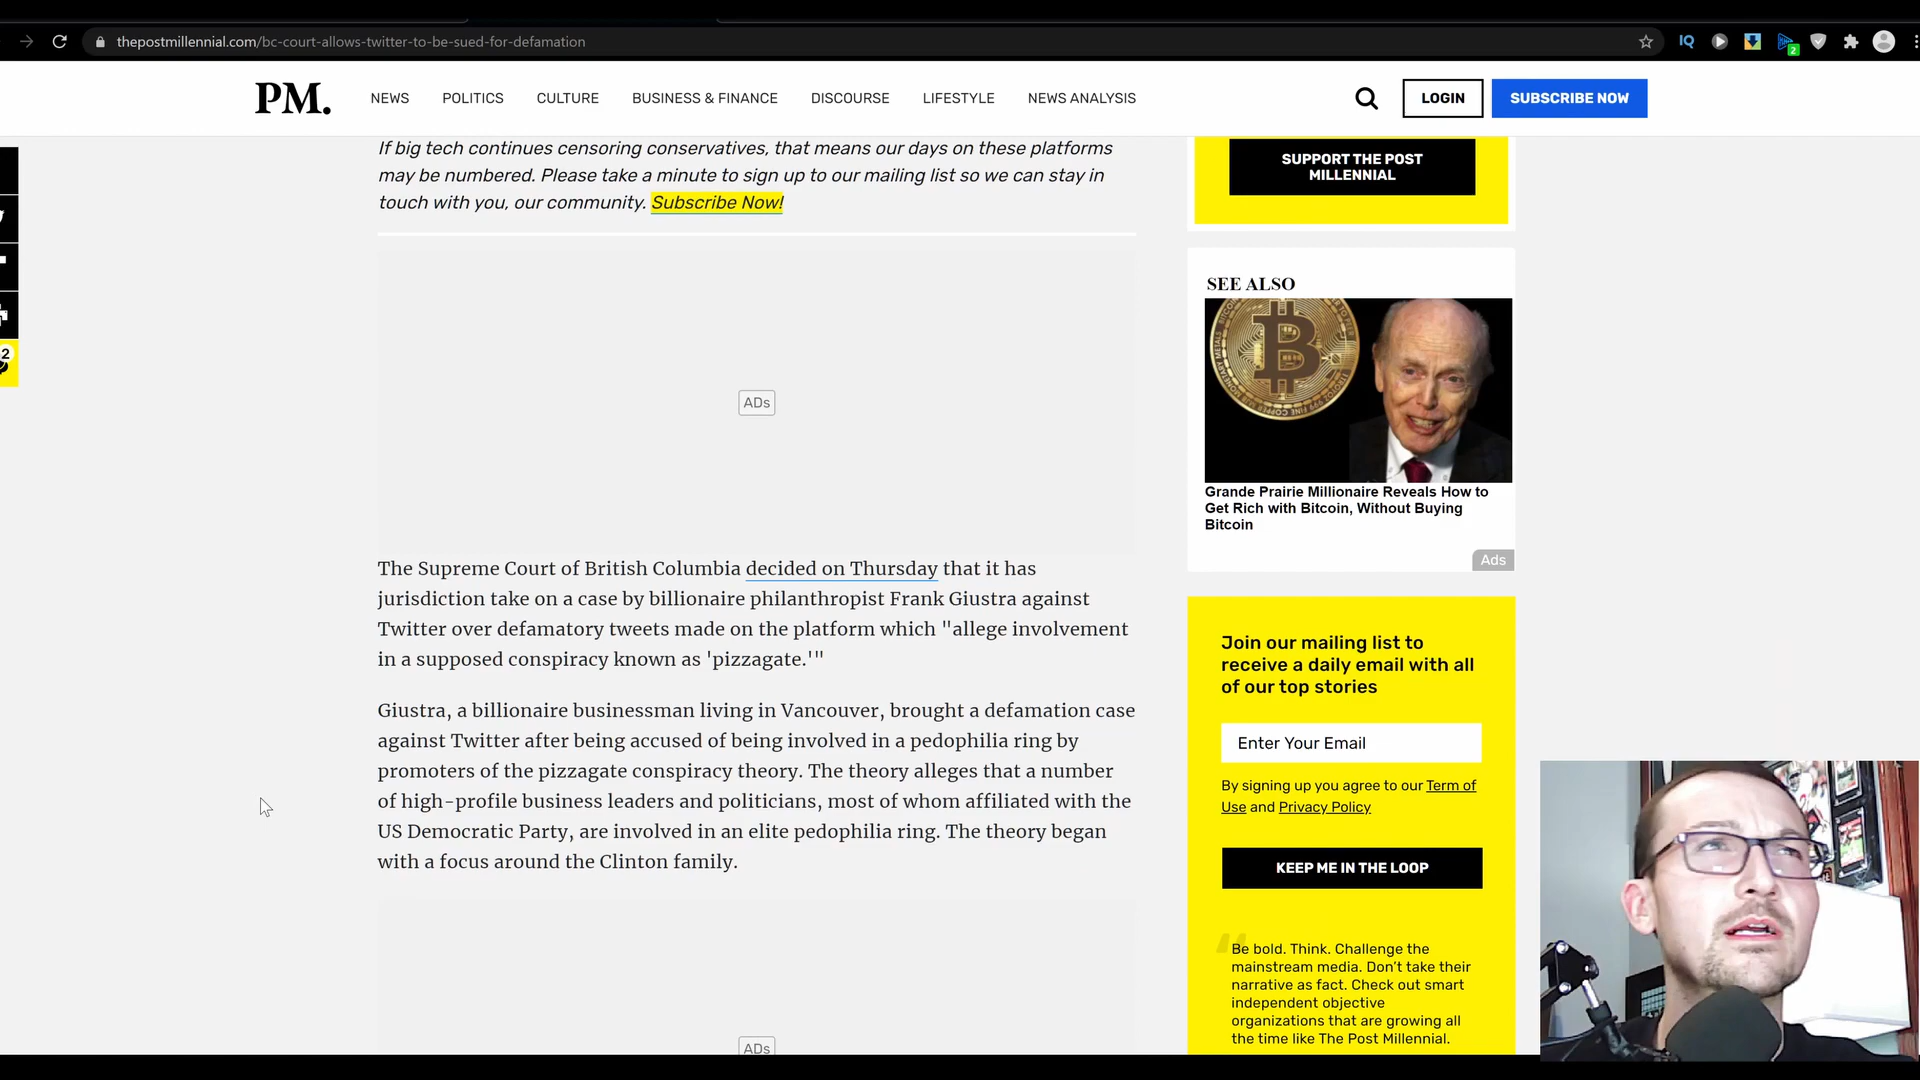 thepostmillennial.com/bc-court-allows-twitter-to-be-sued-for-defamation
IQ
2
PM.
NEWS
POLITICS
CULTURE
BUSINESS & FINANCE
DISCOURSE
LIFESTYLE
NEWS ANALYSIS
LOGIN
SUBSCRIBE NOW
If big tech continues censoring conservatives, that means our days on these platforms
may be numbered. Please take a minute to sign up to our mailing list so we can stay in
touch with you, our community. Subscribe Now!
ADs
2
The Supreme Court of British Columbia decided on Thursday that it has
jurisdiction take on a case by billionaire philanthropist Frank Giustra against
Twitter over defamatory tweets made on the platform which "allege involvement
in a supposed conspiracy known as 'pizzagate.'"
Giustra, a billionaire businessman living in Vancouver, brought a defamation case
against Twitter after being accused of being involved in a pedophilia ring by
promoters of the pizzagate conspiracy theory. The theory alleges that a number
of high-profile business leaders and politicians, most of whom affiliated with the
US Democratic Party, are involved in an elite pedophilia ring. The theory began
with a focus around the Clinton family.
ADs
SUPPORT THE POST
MILLENNIAL
SEE ALSO
Grande Prairie Millionaire Reveals How to
Get Rich with Bitcoin, Without Buying
Bitcoin
Ads
Join our mailing list to
receive a daily email with all
of our top stories
Enter Your Email
By signing up you agree to our Term of
Use and Privacy Policy
KEEP ME IN THE LOOP
Be bold. Think. Challenge the
mainstream media. Don't take their
narrative as fact. Check out smart
independent objective
organizations that are growing all
the time like The Post Millennial.